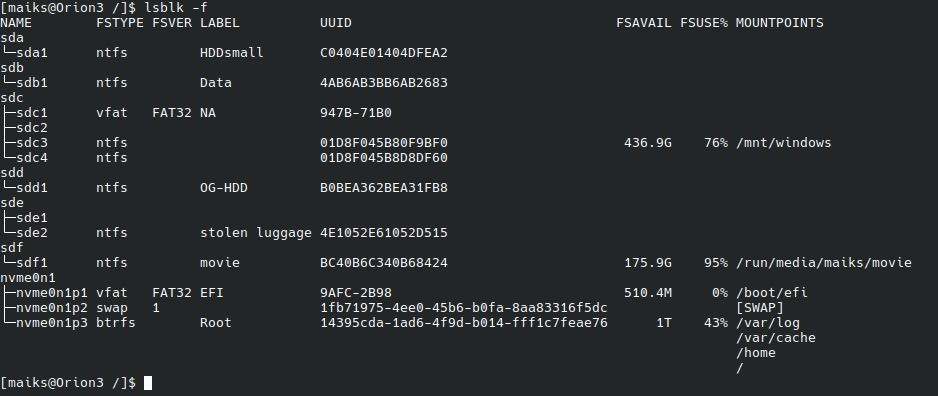 [maiks@Orion3 /]$ lsblk -f
NAME        FSTYPE FSVER LABEL          UUID                                 FSAVAIL FSUSE% MOUNTPOINTS
sda
└─sda1      ntfs         HDDsmall       C0404E01404DFEA2
sdb
└─sdb1      ntfs         Data           4AB6AB3BB6AB2683
sdc
├─sdc1      vfat   FAT32 NA             947B-71B0
├─sdc2
├─sdc3      ntfs                        01D8F045B80F9BF0                      436.9G    76% /mnt/windows
└─sdc4      ntfs                        01D8F045B8D8DF60
sdd
└─sdd1      ntfs         OG-HDD         B0BEA362BEA31FB8
sde
├─sde1
└─sde2      ntfs         stolen luggage 4E1052E61052D515
sdf
└─sdf1      ntfs         movie          BC40B6C340B68424                      175.9G    95% /run/media/maiks/movie
nvme0n1
├─nvme0n1p1 vfat   FAT32 EFI            9AFC-2B98                             510.4M     0% /boot/efi
├─nvme0n1p2 swap   1                    1fb71975-4ee0-45b6-b0fa-8aa83316f5dc                [SWAP]
└─nvme0n1p3 btrfs        Root           14395cda-1ad6-4f9d-b014-fff1c7feae76      1T    43% /var/log
                                                                                            /var/cache
                                                                                            /home
                                                                                            /
[maiks@Orion3 /]$